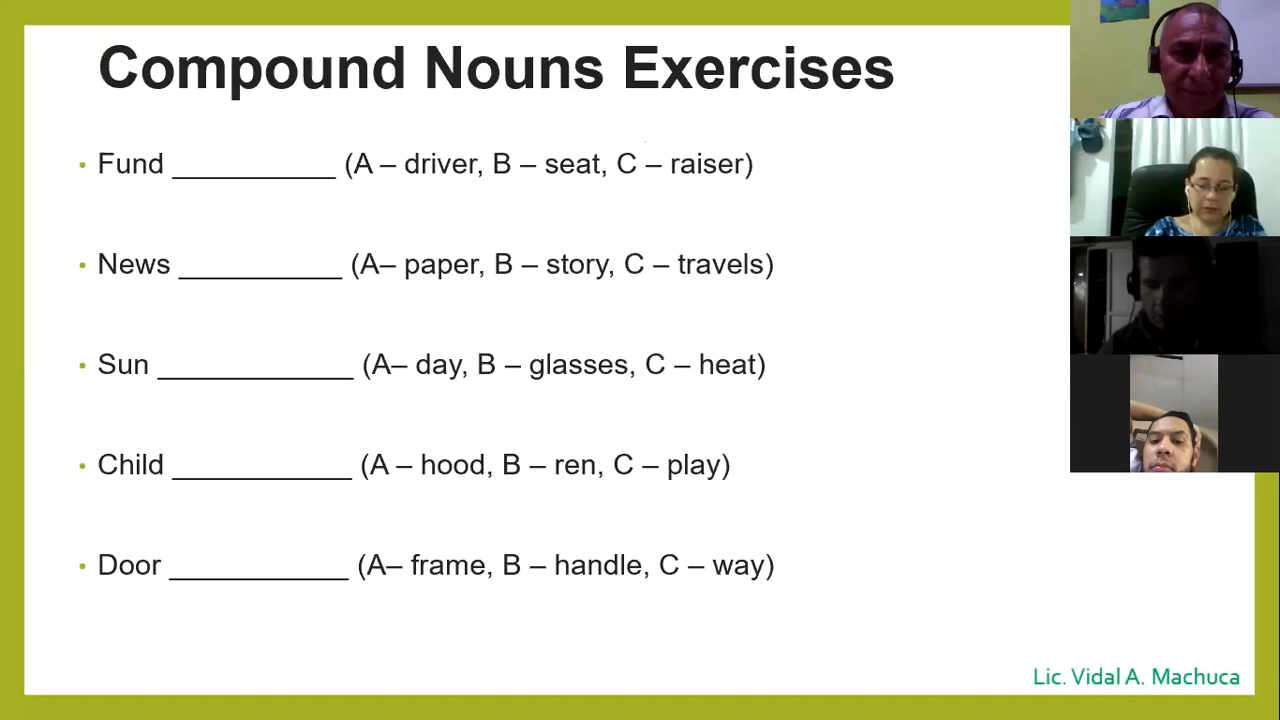 Compound Nouns Exercises
• Fund __________ (A – driver, B – seat, C – raiser)
• News __________ (A– paper, B – story, C – travels)
• Sun ____________ (A– day, B – glasses, C – heat)
• Child ___________ (A – hood, B – ren, C – play)
• Door ___________ (A– frame, B – handle, C – way)
Lic. Vidal A. Machuca